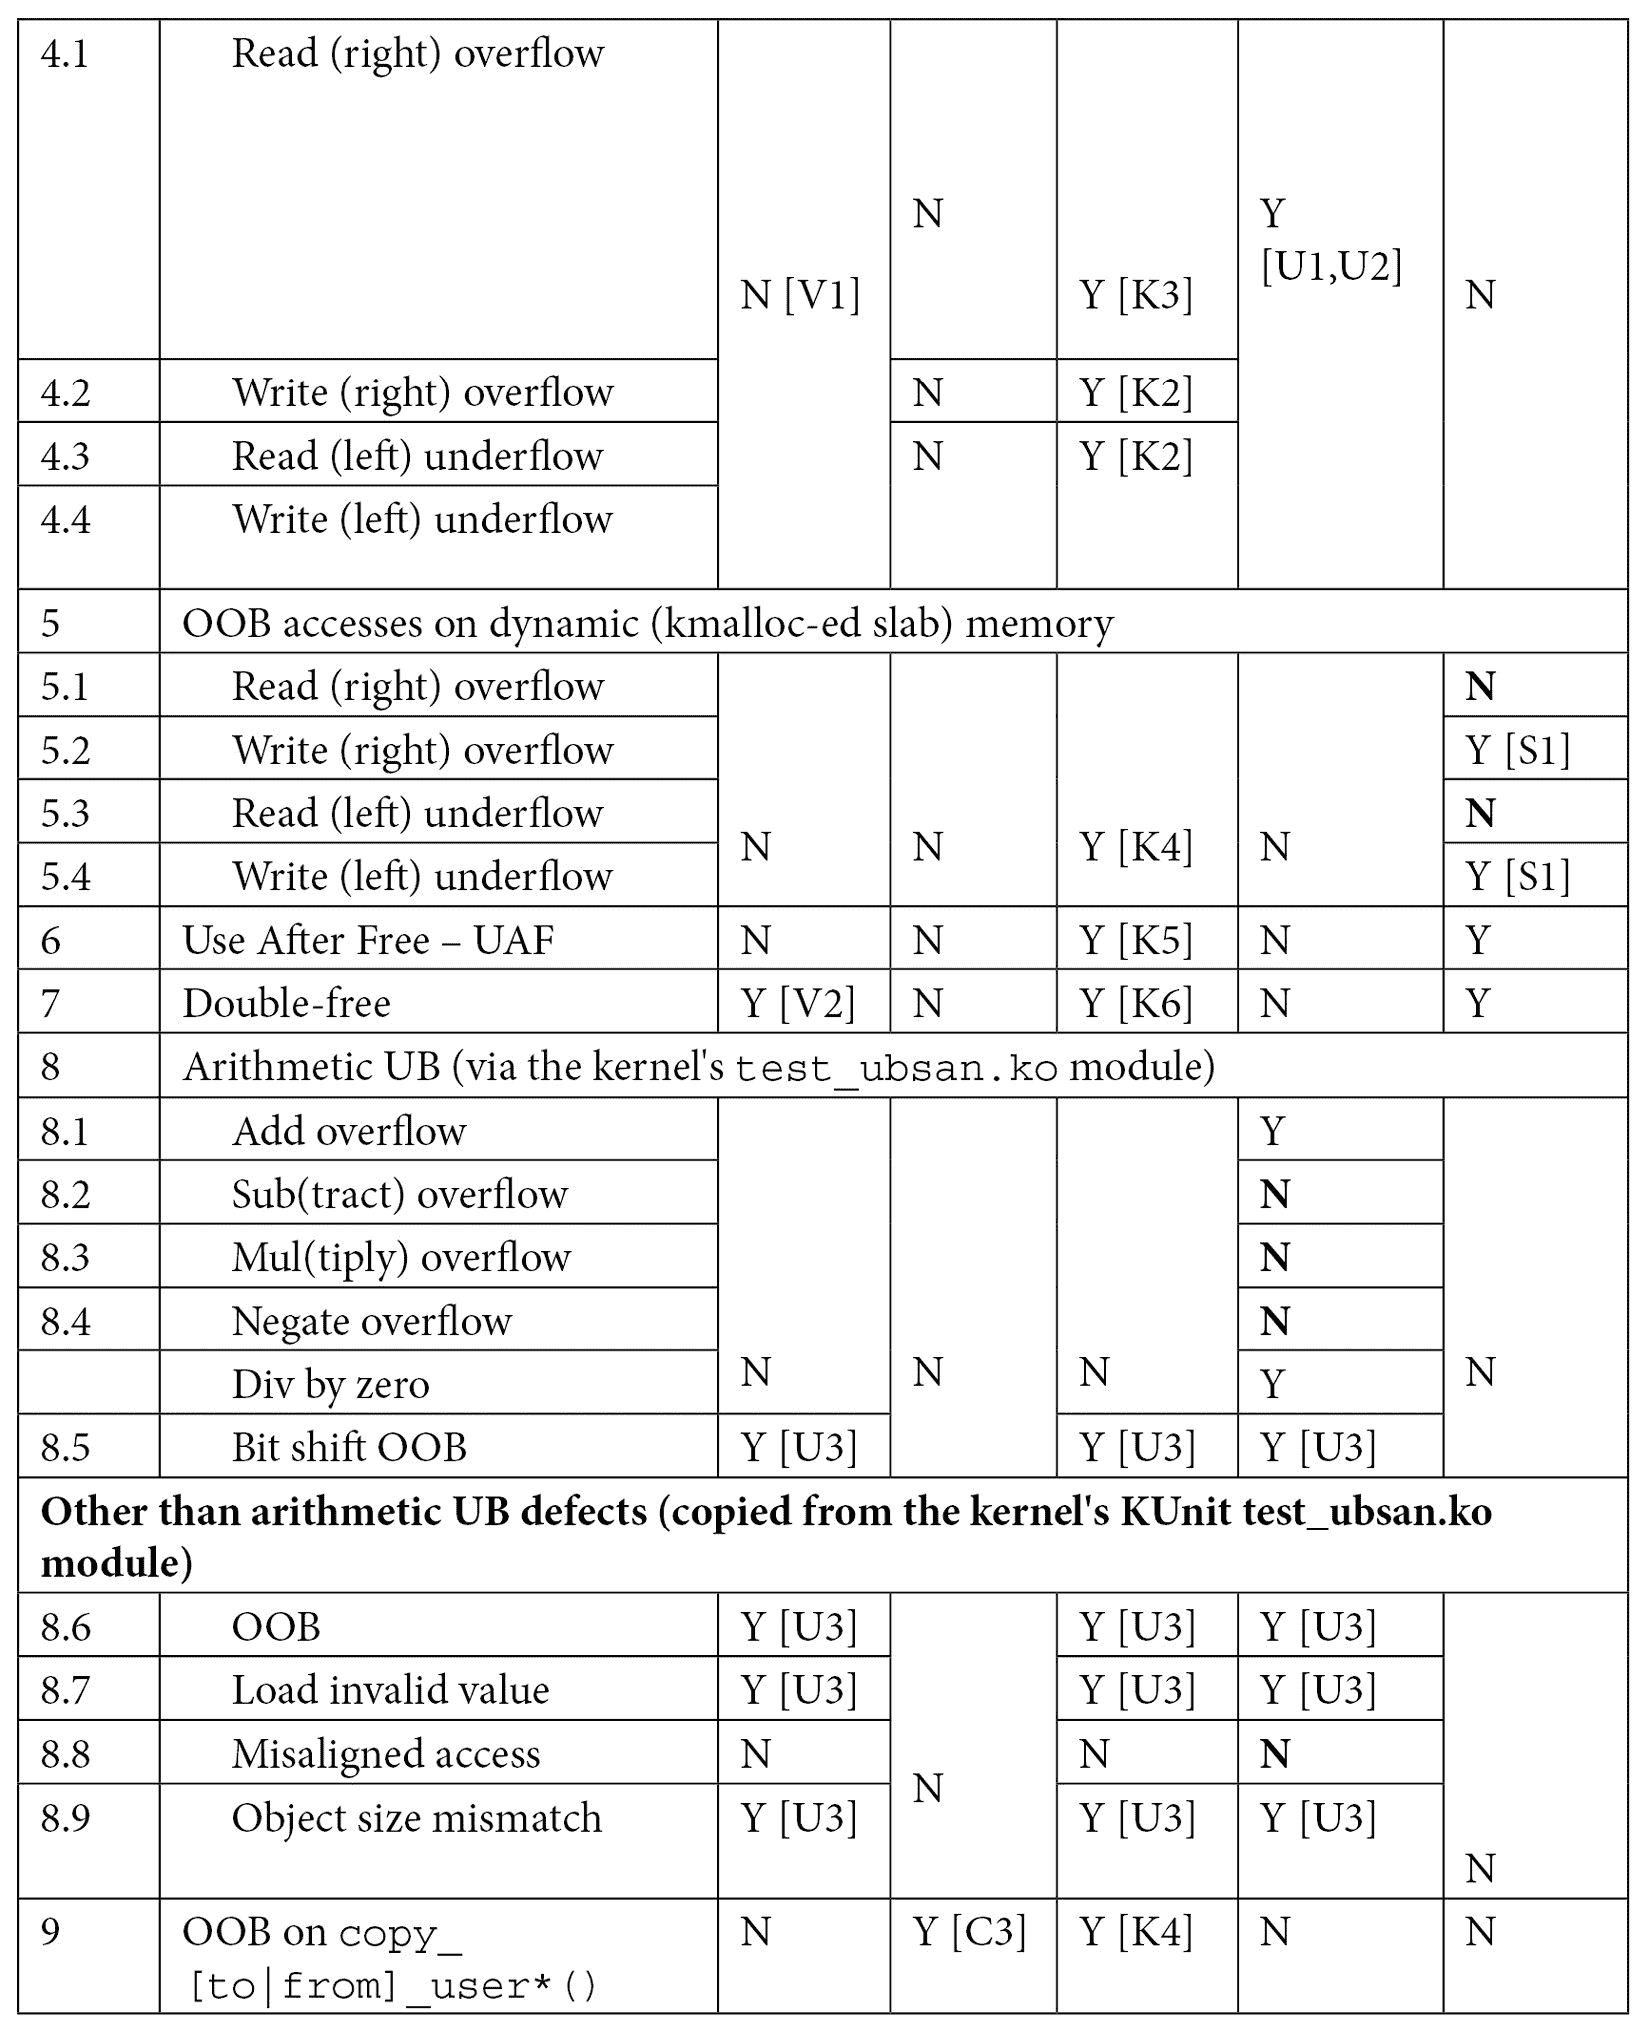 4.1 Read (right) overflow
N Y
[U1,U2]
N [V1] Y [K3] N
4.2 Write (right) overflow N Y [K2]
4.3 Read (left) underflow N Y [K2]
4.4 Write (left) underflow
5 OOB accesses on dynamic (kmalloc-ed slab) memory
5.1 Read (right) overflow N
5.2 Write (right) overflow Y [S1]
5.3 Read (left) underflow N
N N Y [K4] N
5.4 Write (left) underflow Y [S1]
6 Use After Free – UAF N N Y [K5] N Y
7 Double-free Y [V2] N Y [K6] N Y
8 Arithmetic UB (via the kernel's test_ubsan.ko module)
8.1 Add overflow Y
8.2 Sub(tract) overflow N
8.3 Mul(tiply) overflow N
8.4 Negate overflow N
N N N N
Div by zero Y
8.5 Bit shift OOB Y [U3] Y [U3] Y [U3]
Other than arithmetic UB defects (copied from the kernel's KUnit test_ubsan.ko
module)
8.6 OOB Y [U3] Y [U3] Y [U3]
8.7 Load invalid value Y [U3] Y [U3] Y [U3]
8.8 Misaligned access N N N
N
8.9 Object size mismatch Y [U3] Y [U3] Y [U3]
N
9 OOB on copy_ N Y [C3] Y [K4] N N
[to|from]_user*()